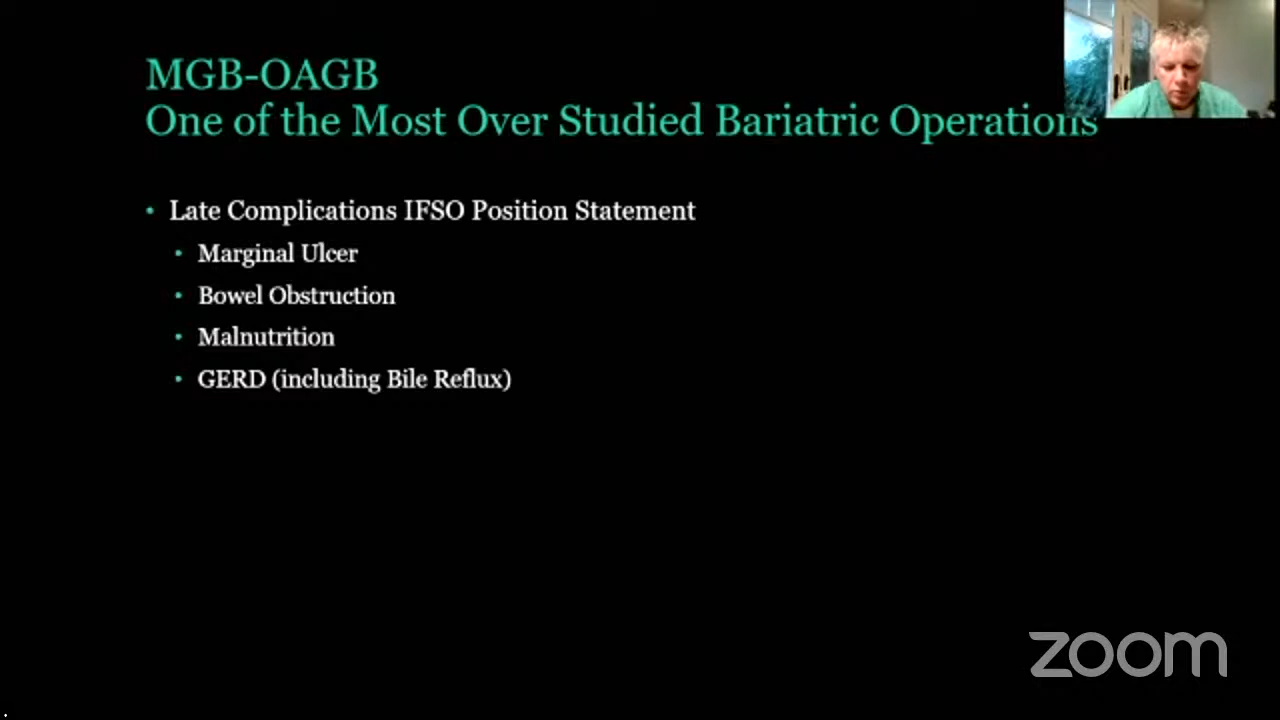 MGB-OAGB
One of the Most Over Studied Bariatric Operations
• Late Complications IFSO Position Statement
• Marginal Ulcer
• Bowel Obstruction
• Malnutrition
• GERD (including Bile Reflux)
zoom